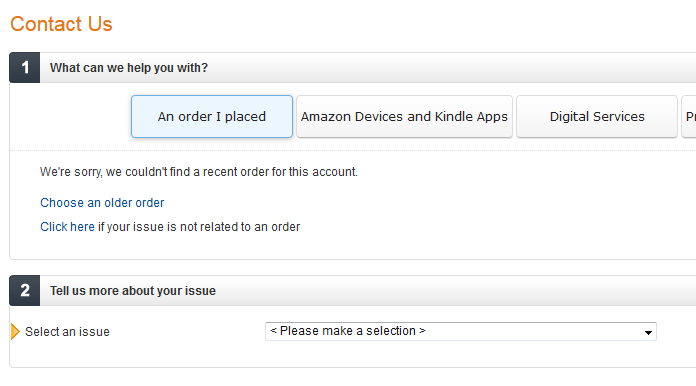 Contact Us
1 What can we help you with?
An order I placed Amazon Devices and Kindle Apps Digital Services
We're sorry, we couldn't find a recent order for this account.
Choose an older order
Click here if your issue is not related to an order
2 Tell us more about your issue
Select an issue < Please make a selection >